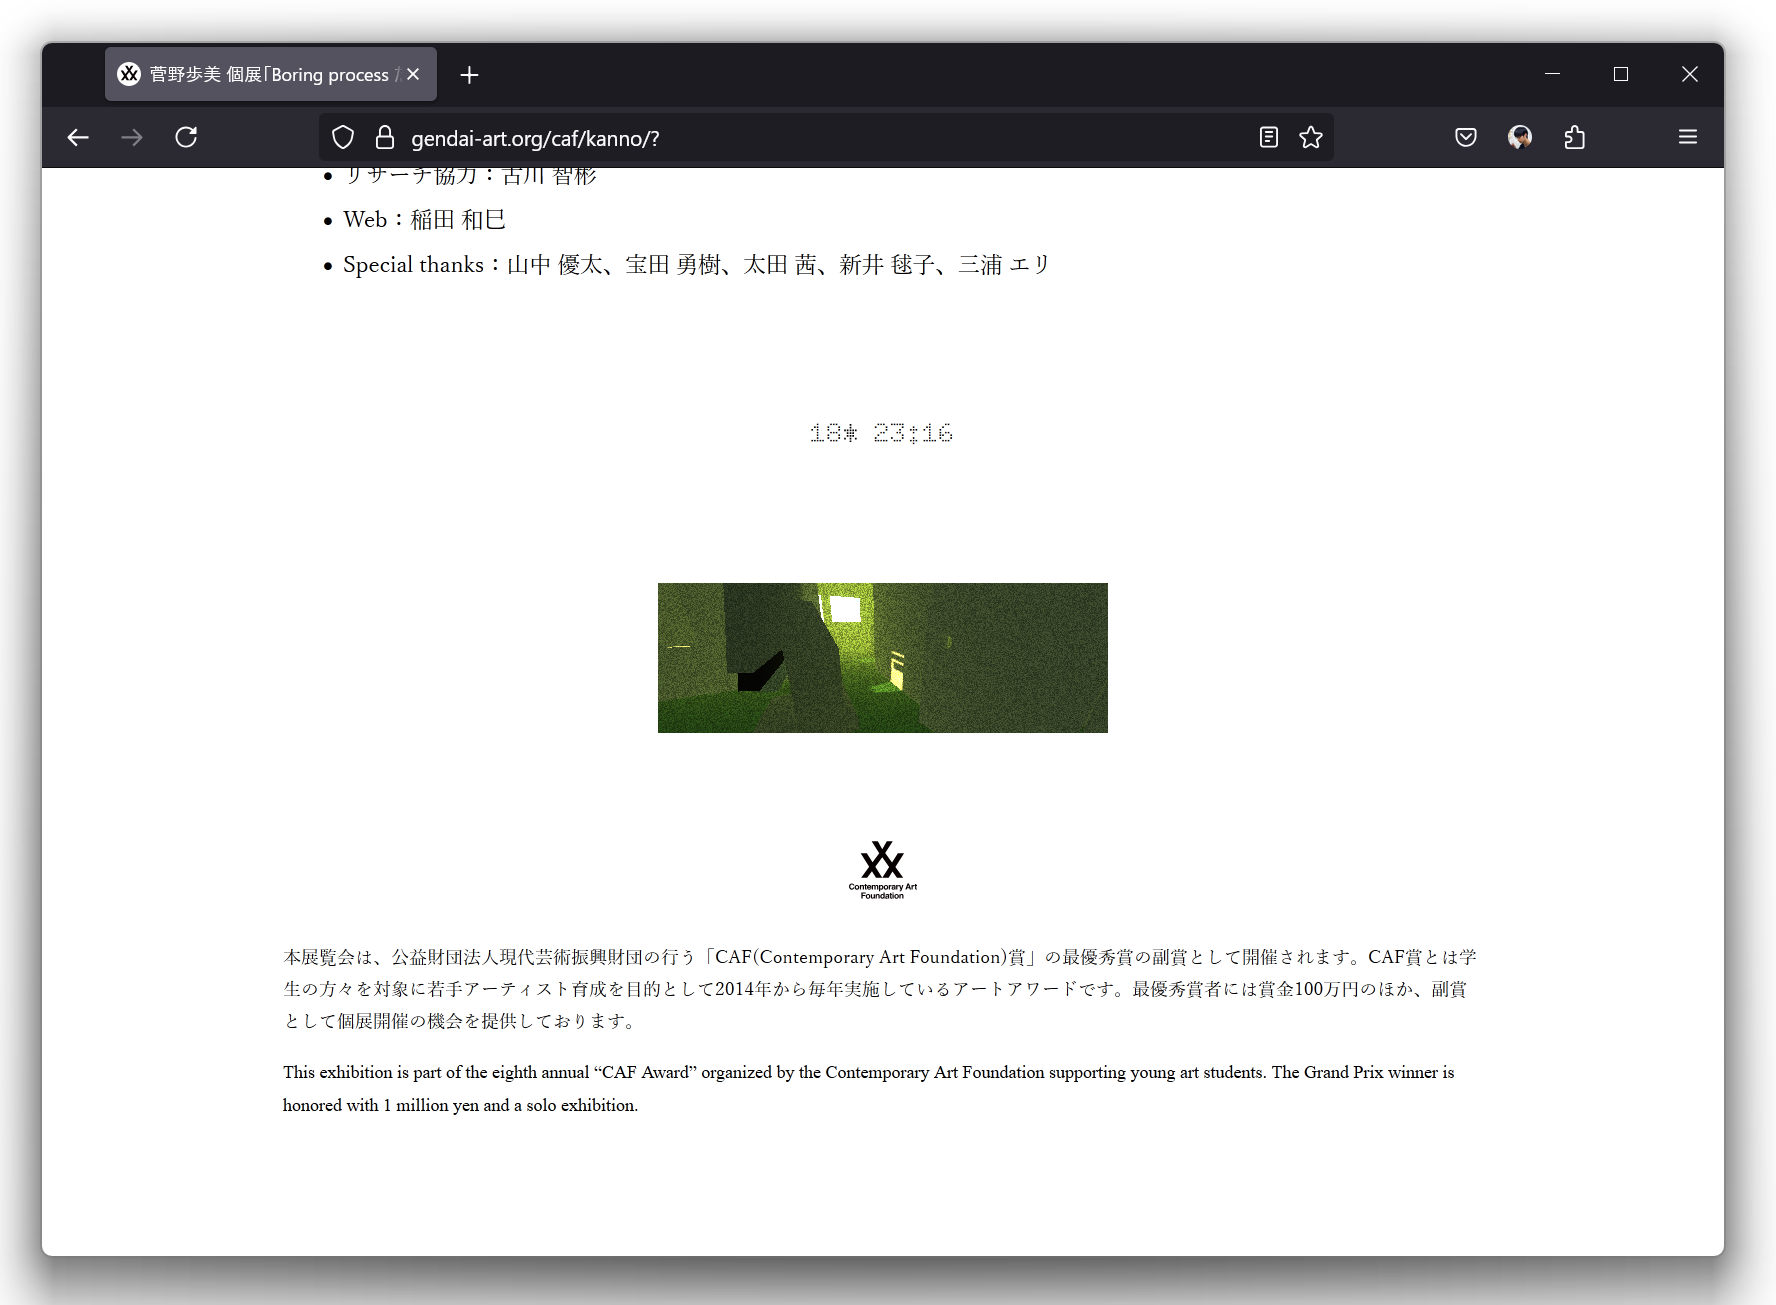 菅野歩美 個展「Boring process
gendai-art.org/caf/kanno/?
リサーチ協力：古川 智彬
Web：稲田 和巳
Special thanks：山中 優太、宝田 勇樹、太田 茜、新井 毬子、三浦 エリ
18* 23:16
Contemporary Art
Foundation
本展覧会は、公益財団法人現代芸術振興財団の行う「CAF(Contemporary Art Foundation)賞」の最優秀賞の副賞として開催されます。CAF賞とは学
生の方々を対象に若手アーティスト育成を目的として2014年から毎年実施しているアートアワードです。最優秀賞者には賞金100万円のほか、副賞
として個展開催の機会を提供しております。
This exhibition is part of the eighth annual “CAF Award” organized by the Contemporary Art Foundation supporting young art students. The Grand Prix winner is
honored with 1 million yen and a solo exhibition.